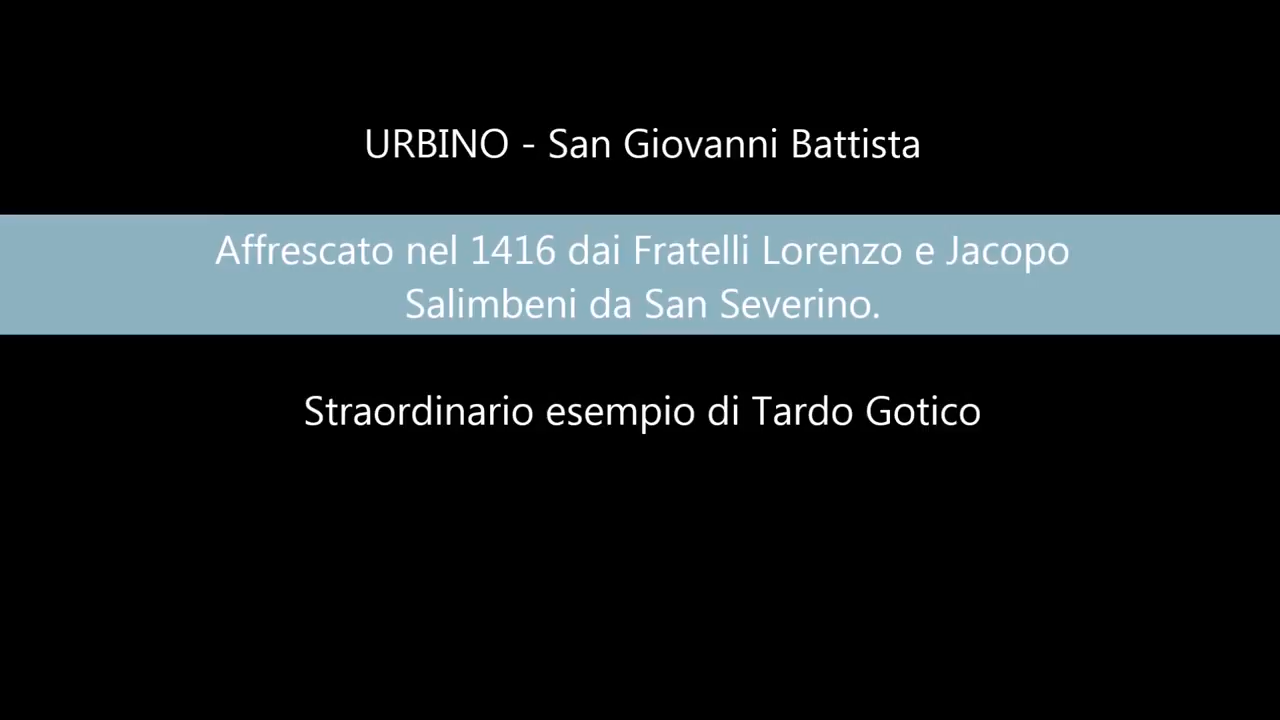 URBINO - San Giovanni Battista
Affrescato nel 1416 dai Fratelli Lorenzo e Jacopo
Salimbeni da San Severino.
Straordinario esempio di Tardo Gotico